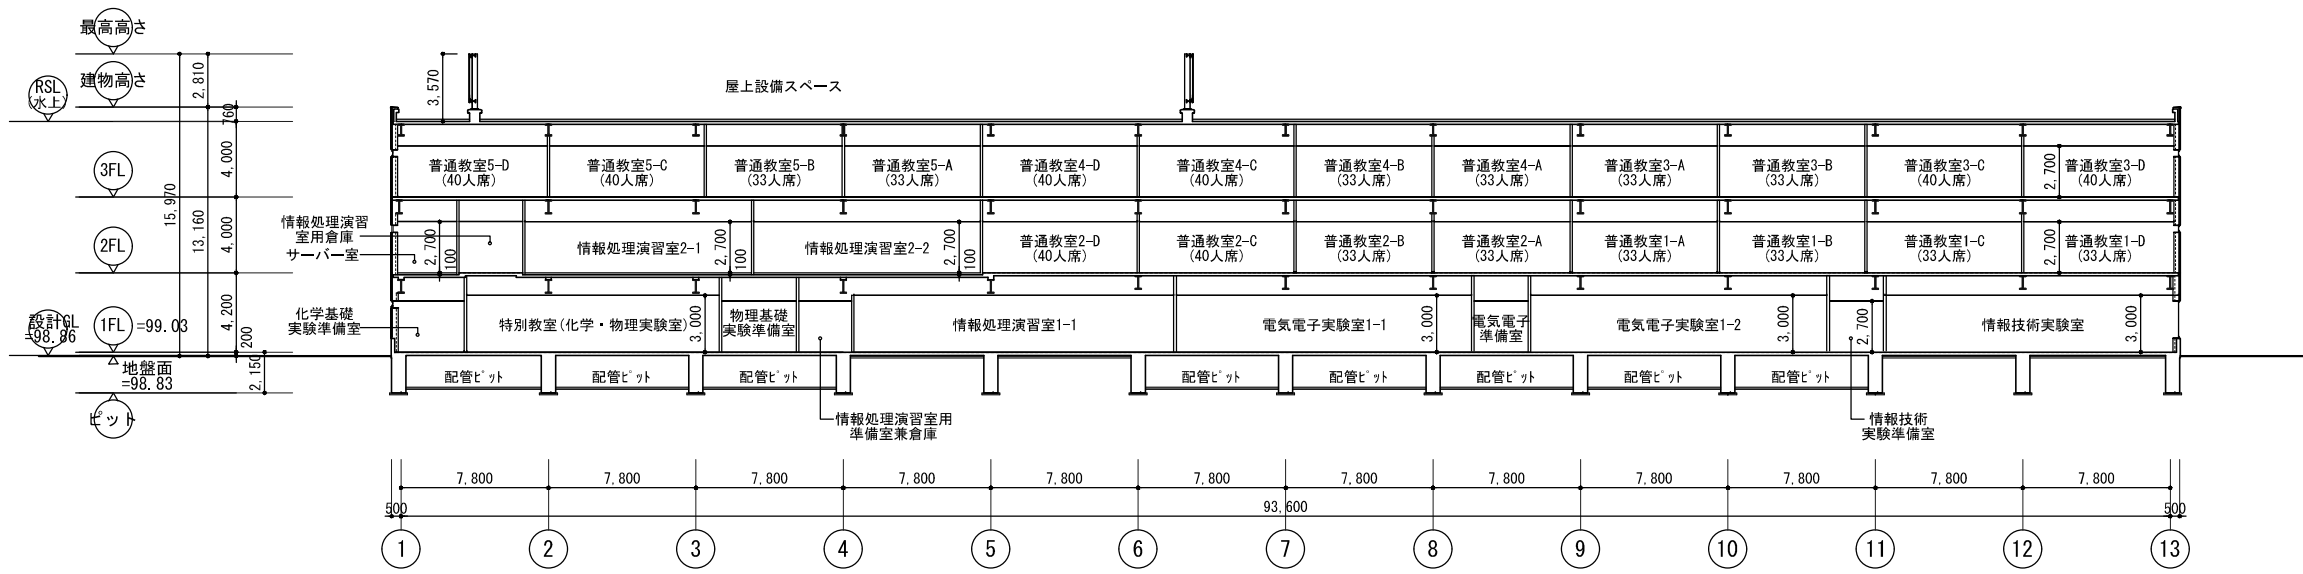 最高高さ
建物高さ
RSL
(水上)
3FL
2FL
設計GL
=98.86
1FL
=99.03
地盤面
=98.83
ピット
2,810
760
4,000
15,970
13,160
4,000
4,200
200
2,150
3,570
屋上設備スペース
普通教室5-D
(40人席)
普通教室5-C
(40人席)
普通教室5-B
(33人席)
普通教室5-A
(33人席)
普通教室4-D
(40人席)
普通教室4-C
(40人席)
普通教室4-B
(33人席)
普通教室4-A
(33人席)
普通教室3-A
(33人席)
普通教室3-B
(33人席)
普通教室3-C
(40人席)
2,700
普通教室3-D
(40人席)
情報処理演習
室用倉庫
サーバー室
2,700
100
情報処理演習室2-1
2,700
100
情報処理演習室2-2
2,700
100
普通教室2-D
(40人席)
普通教室2-C
(40人席)
普通教室2-B
(33人席)
普通教室2-A
(33人席)
普通教室1-A
(33人席)
普通教室1-B
(33人席)
普通教室1-C
(33人席)
2,700
普通教室1-D
(33人席)
化学基礎
実験準備室
特別教室(化学・物理実験室)
3,000
物理基礎
実験準備室
情報処理演習室1-1
電気電子実験室1-1
3,000
電気電子
準備室
電気電子実験室1-2
3,000
2,700
情報技術実験室
3,000
配管ピット
配管ピット
配管ピット
配管ピット
配管ピット
配管ピット
配管ピット
配管ピット
情報処理演習室用
準備室兼倉庫
情報技術
実験準備室
7,800
7,800
7,800
7,800
7,800
7,800
7,800
7,800
7,800
7,800
7,800
7,800
500
93,600
500
1
2
3
4
5
6
7
8
9
10
11
12
13